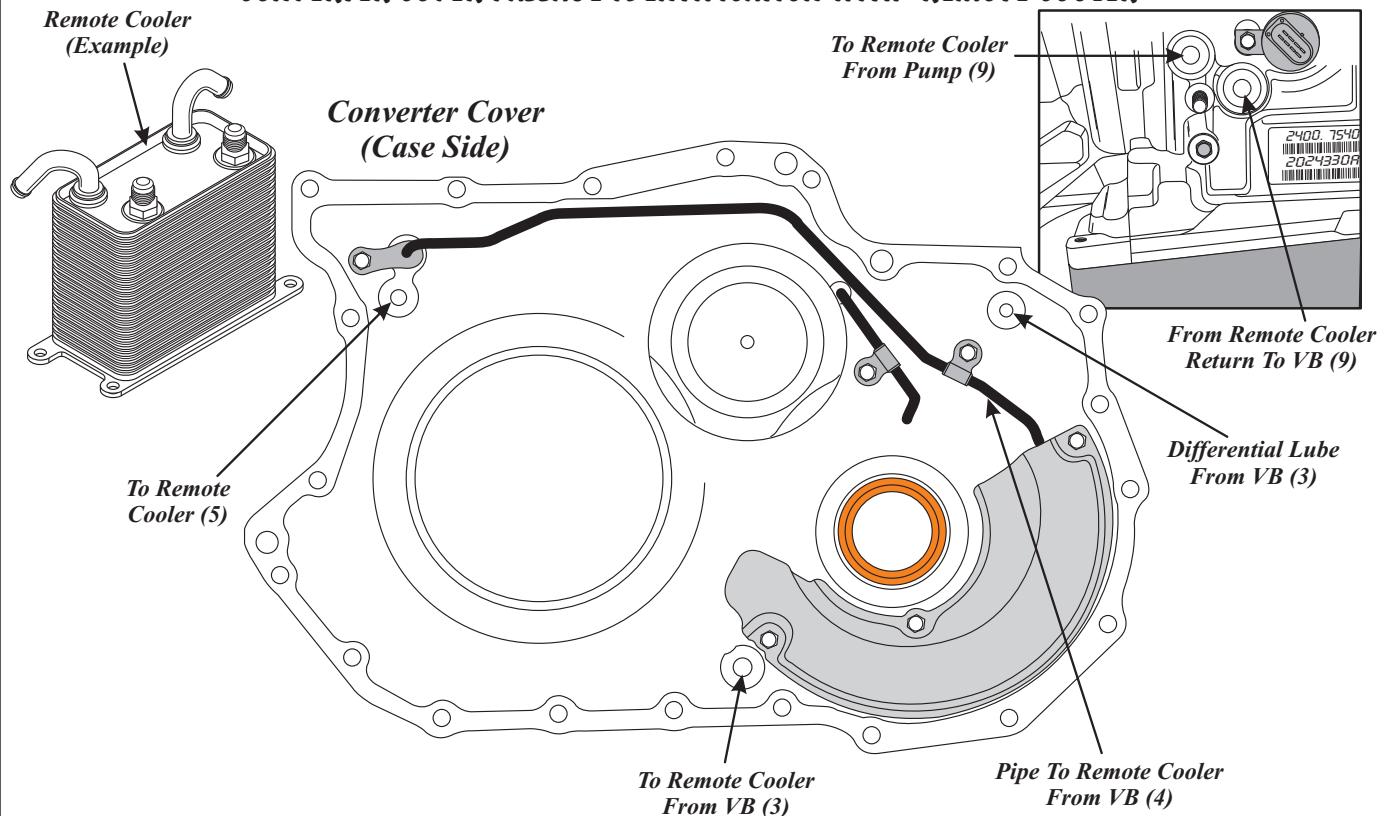 Remote Cooler
(Example)
To Remote Cooler
From Pump (9)
Converter Cover
(Case Side)
2400. 7540
2024330A
From Remote Cooler
Return To VB (9)
Differential Lube
From VB (3)
To Remote
Cooler (5)
To Remote Cooler
From VB (3)
Pipe To Remote Cooler
From VB (4)